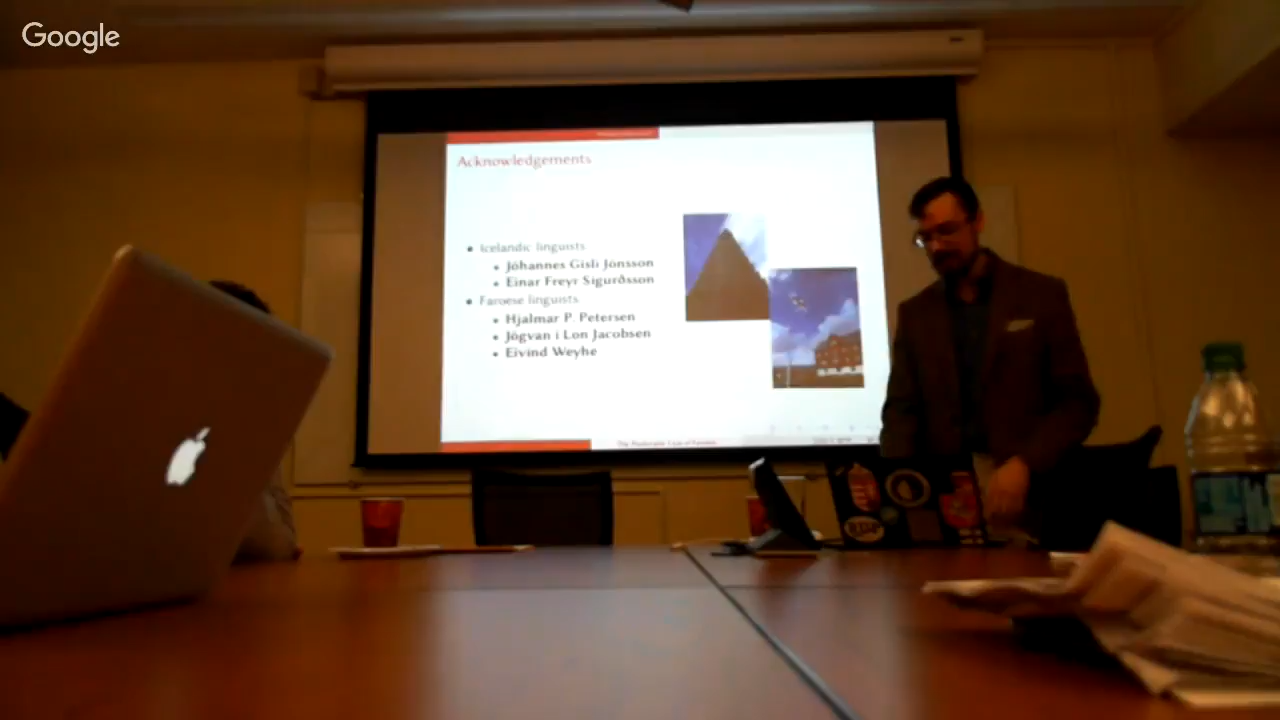 Google
Acknowledgements
Icelandic linguists
Jóhannes Gísli Jónsson
Einar Freyr Sigurðsson
Faroese linguists
Hjalmar P. Petersen
Jógvan í Lon Jacobsen
Eivind Weyhe